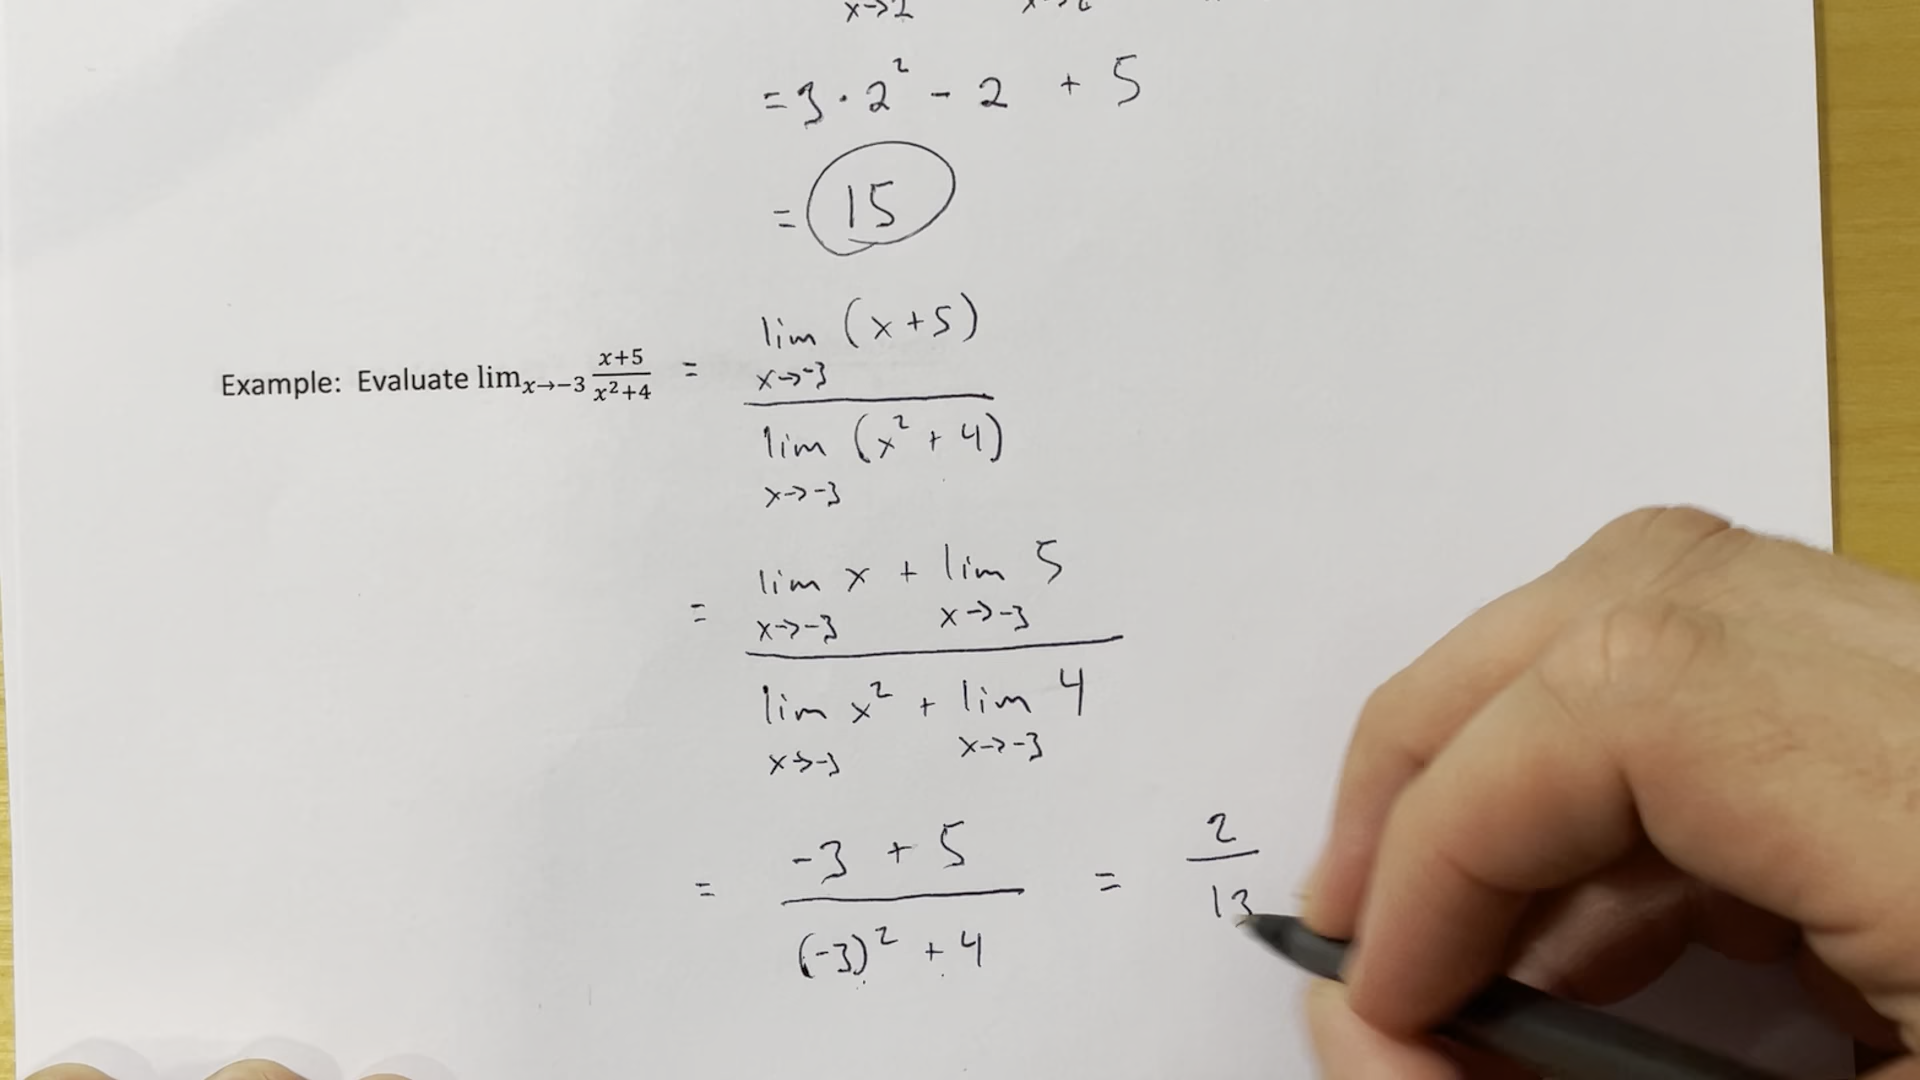 x→2
= 3 · 2² - 2 + 5
= 15
Example: Evaluate lim x→−3 x+5 / x²+4 =
lim (x+5)
x→-3
lim (x² + 4)
x→-3
= lim x + lim 5
x→-3 x→-3
lim x² + lim 4
x→-3 x→-3
= -3 + 5 / (-3)² + 4 = 2 / 13